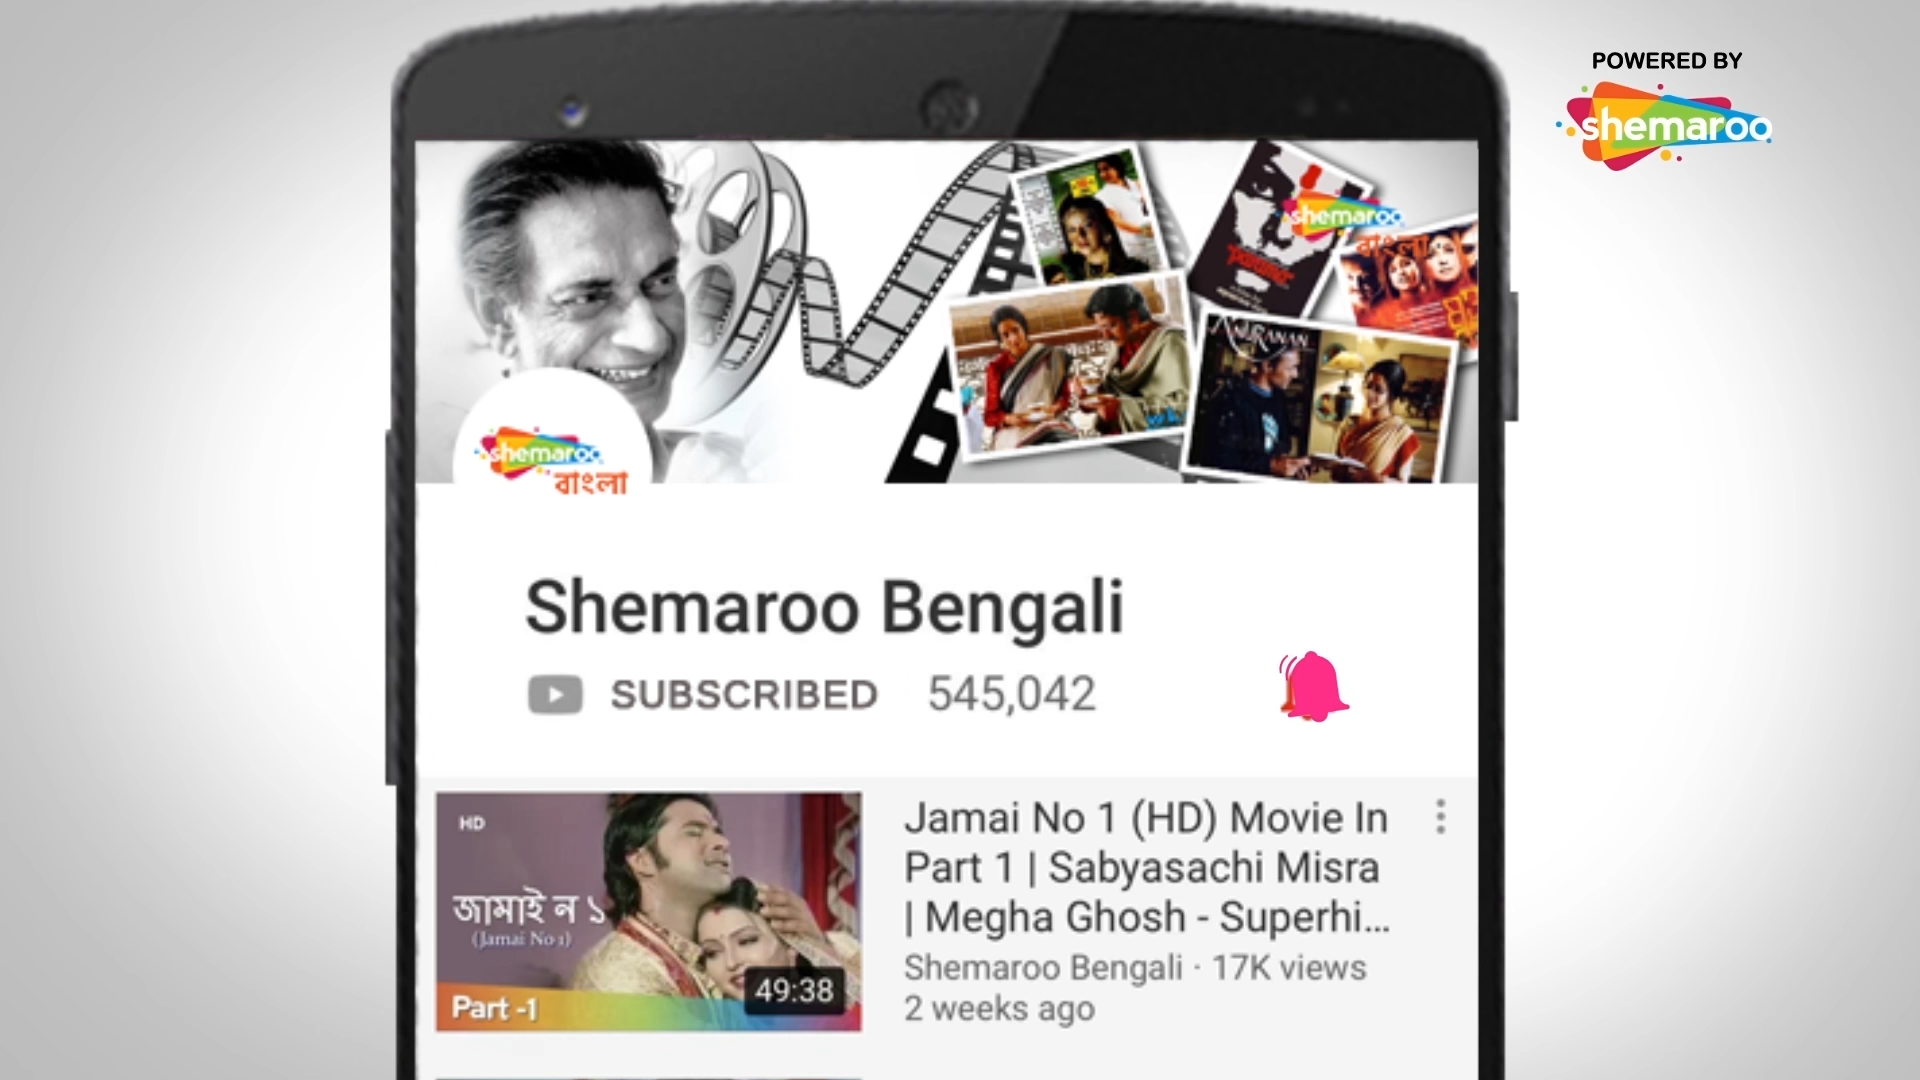 POWERED BY
shemaroo
shemaroo
বাংলা
ANURANAN
shemaroo
বাংলা
Shemaroo Bengali
SUBSCRIBED 545,042
HD
জামাই ন ১
(Jamai No 1)
Part -1
49:38
Jamai No 1 (HD) Movie In
Part 1 | Sabyasachi Misra
| Megha Ghosh - Superhi...
Shemaroo Bengali · 17K views
2 weeks ago